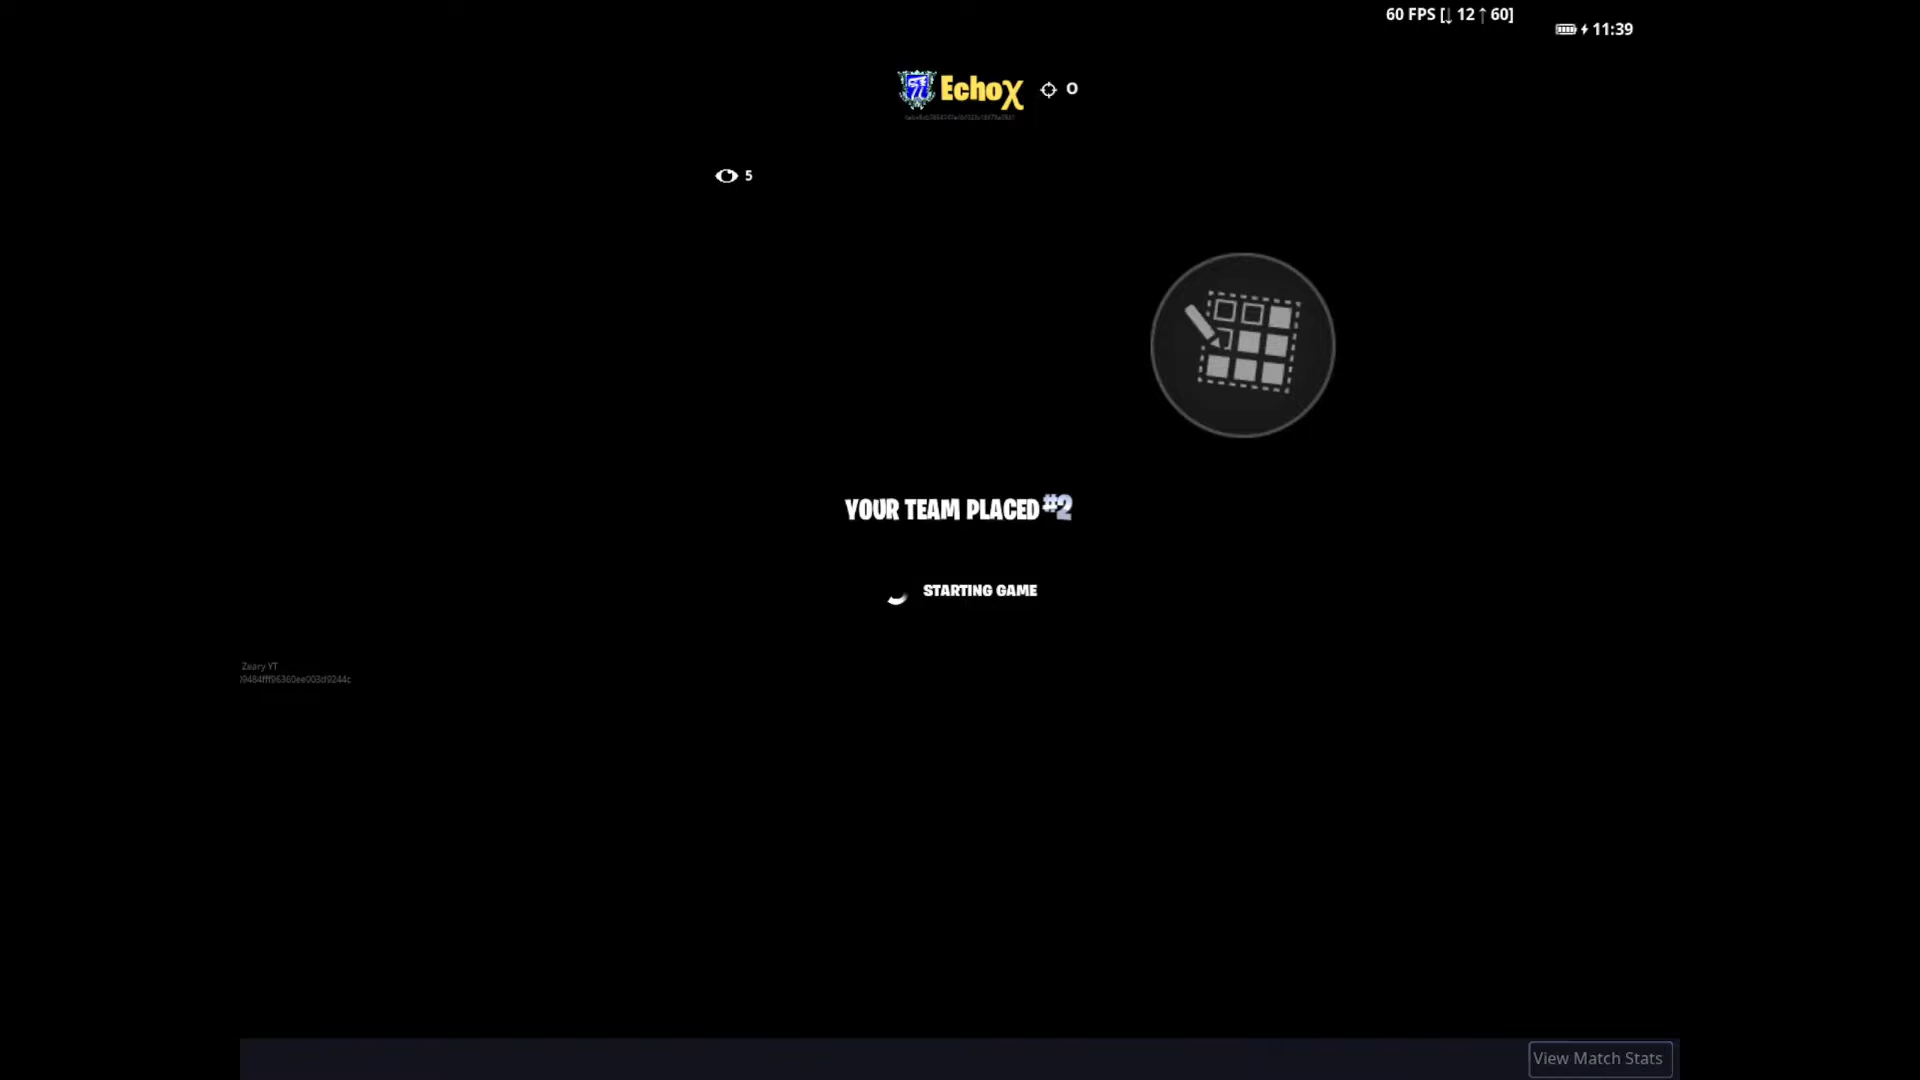 60 FPS [↓ 12 ↑ 60]
11:39
EchoX 0
5
YOUR TEAM PLACED #2
STARTING GAME
Zeary YT
9484fff96360ee003d9244c
View Match Stats